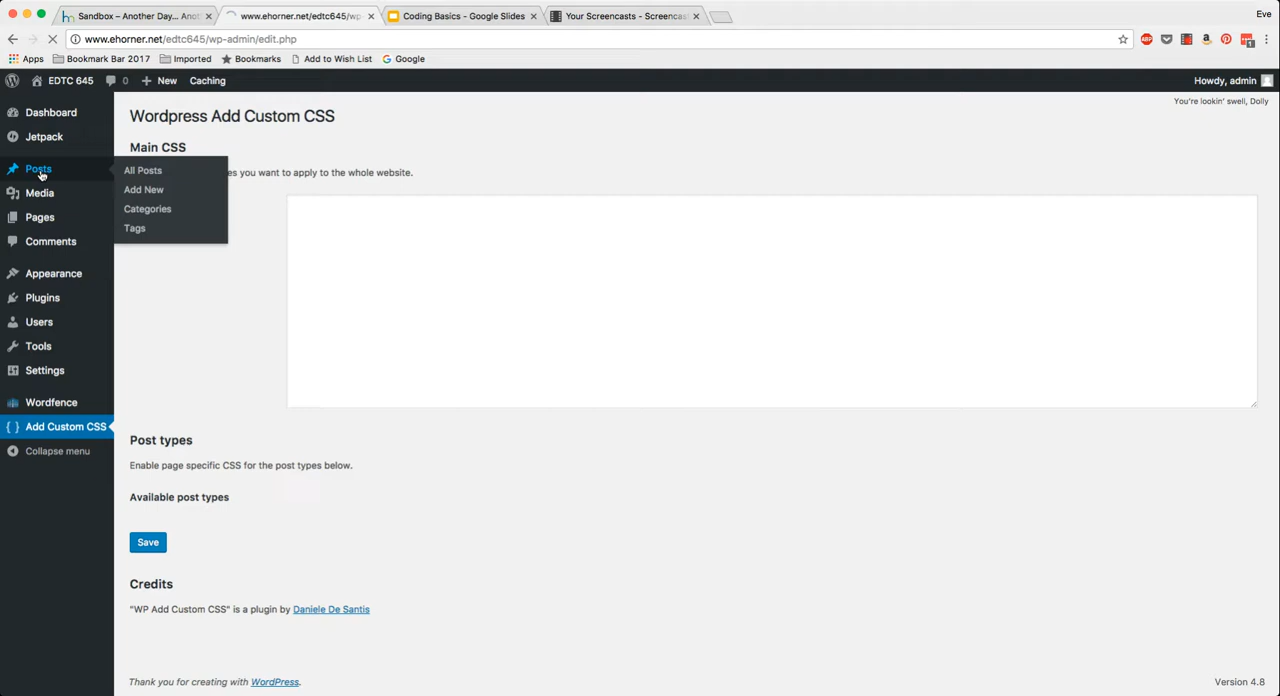 Sandbox – Another Day... Anot
www.ehorner.net/edtc645/wp-
Coding Basics - Google Slides
Your Screencasts - Screencas
Eve
www.ehorner.net/edtc645/wp-admin/edit.php
Apps
Bookmark Bar 2017
Imported
Bookmarks
Add to Wish List
Google
EDTC 645
0
New
Caching
Howdy, admin
Dashboard
Jetpack
Posts
Media
Pages
Comments
Appearance
Plugins
Users
Tools
Settings
Wordfence
Add Custom CSS
Collapse menu
All Posts
Add New
Categories
Tags
You're lookin' swell, Dolly
Wordpress Add Custom CSS
Main CSS
es you want to apply to the whole website.
Post types
Enable page specific CSS for the post types below.
Available post types
Save
Credits
"WP Add Custom CSS" is a plugin by Daniele De Santis
Thank you for creating with WordPress.
Version 4.8